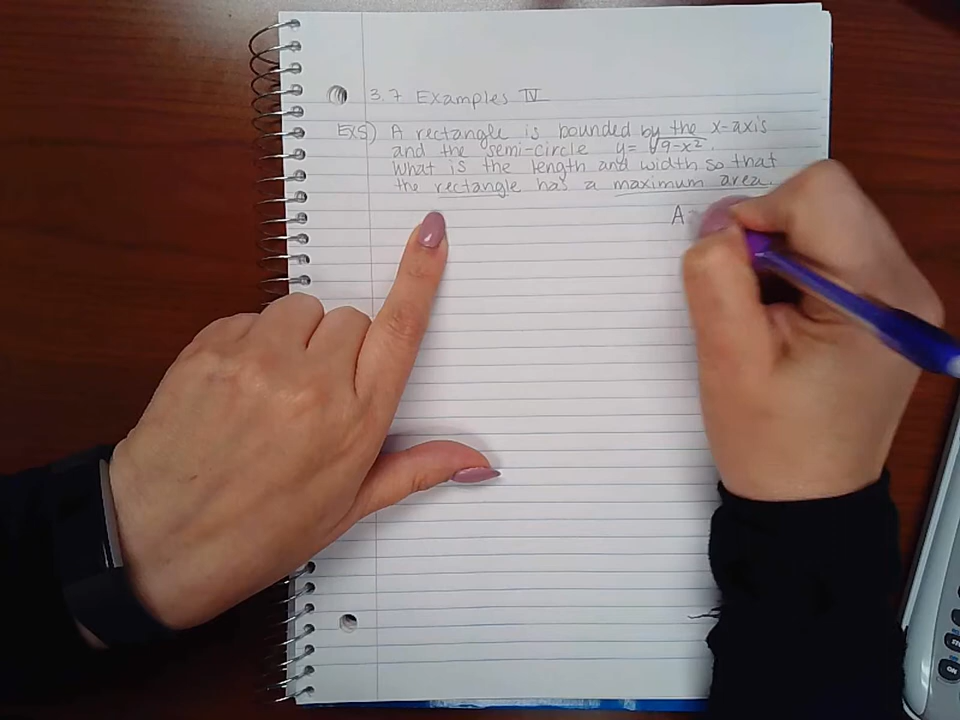 3.7 Examples IV
EX5) A rectangle is bounded by the x-axis
and the semi-circle y= √9-x².
What is the length and width so that
the rectangle has a maximum area.
A
ON